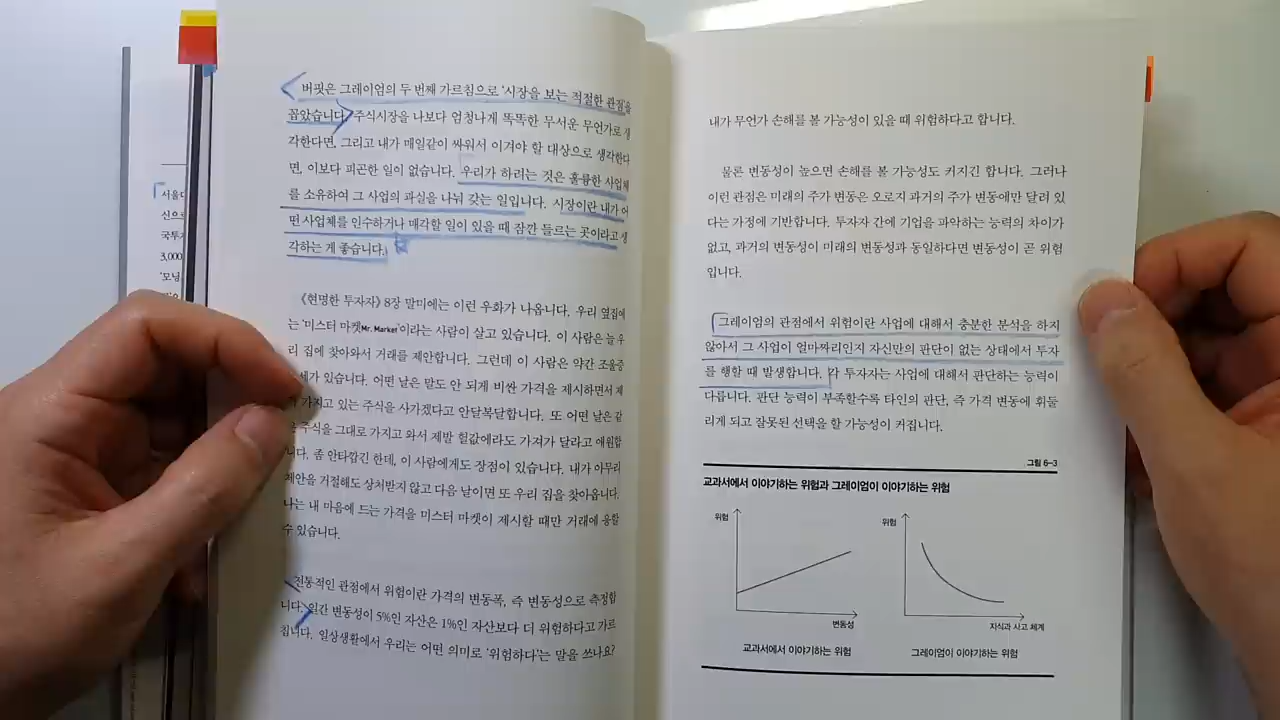 서울대
신으로
국투자
3,000
'모닝
버핏은 그레이엄의 두 번째 가르침으로 '시장을 보는 적절한 관점'을
꼽았습니다. 주식시장을 나보다 엄청나게 똑똑한 무서운 무언가로 생
각한다면, 그리고 내가 매일같이 싸워서 이겨야 할 대상으로 생각한다
면, 이보다 피곤한 일이 없습니다. 우리가 하려는 것은 훌륭한 사업체
를 소유하여 그 사업의 과실을 나눠 갖는 일입니다. 시장이란 내가 어
떤 사업체를 인수하거나 매각할 일이 있을 때 잠깐 들르는 곳이라고 생
각하는 게 좋습니다.
《현명한 투자자》 8장 말미에는 이런 우화가 나옵니다. 우리 옆집에
는 '미스터 마켓Mr. Market'이라는 사람이 살고 있습니다. 이 사람은 늘 우
리 집에 찾아와서 거래를 제안합니다. 그런데 이 사람은 약간 조울증
세가 있습니다. 어떤 날은 말도 안 되게 비싼 가격을 제시하면서 제
가지고 있는 주식을 사가겠다고 안달복달합니다. 또 어떤 날은 같
은 주식을 그대로 가지고 와서 제발 헐값에라도 가져가 달라고 애원합
니다. 좀 안타깝긴 한데, 이 사람에게도 장점이 있습니다. 내가 아무리
제안을 거절해도 상처받지 않고 다음 날이면 또 우리 집을 찾아옵니다.
나는 내 마음에 드는 가격을 미스터 마켓이 제시할 때만 거래에 응할
수 있습니다.
전통적인 관점에서 위험이란 가격의 변동폭, 즉 변동성으로 측정합
니다. 일간 변동성이 5%인 자산은 1%인 자산보다 더 위험하다고 가르
칩니다. 일상생활에서 우리는 어떤 의미로 '위험하다'는 말을 쓰나요?
내가 무언가 손해를 볼 가능성이 있을 때 위험하다고 합니다.
물론 변동성이 높으면 손해를 볼 가능성도 커지긴 합니다. 그러나
이런 관점은 미래의 주가 변동은 오로지 과거의 주가 변동에만 달려 있
다는 가정에 기반합니다. 투자자 간에 기업을 파악하는 능력의 차이가
없고, 과거의 변동성이 미래의 변동성과 동일하다면 변동성이 곧 위험
입니다.
그레이엄의 관점에서 위험이란 사업에 대해서 충분한 분석을 하지
않아서 그 사업이 얼마짜리인지 자신만의 판단이 없는 상태에서 투자
를 행할 때 발생합니다. 각 투자자는 사업에 대해서 판단하는 능력이
다릅니다. 판단 능력이 부족할수록 타인의 판단, 즉 가격 변동에 휘둘
리게 되고 잘못된 선택을 할 가능성이 커집니다.
그림 6-3
교과서에서 이야기하는 위험과 그레이엄이 이야기하는 위험
위험
변동성
교과서에서 이야기하는 위험
위험
지식과 사고 체계
그레이엄이 이야기하는 위험